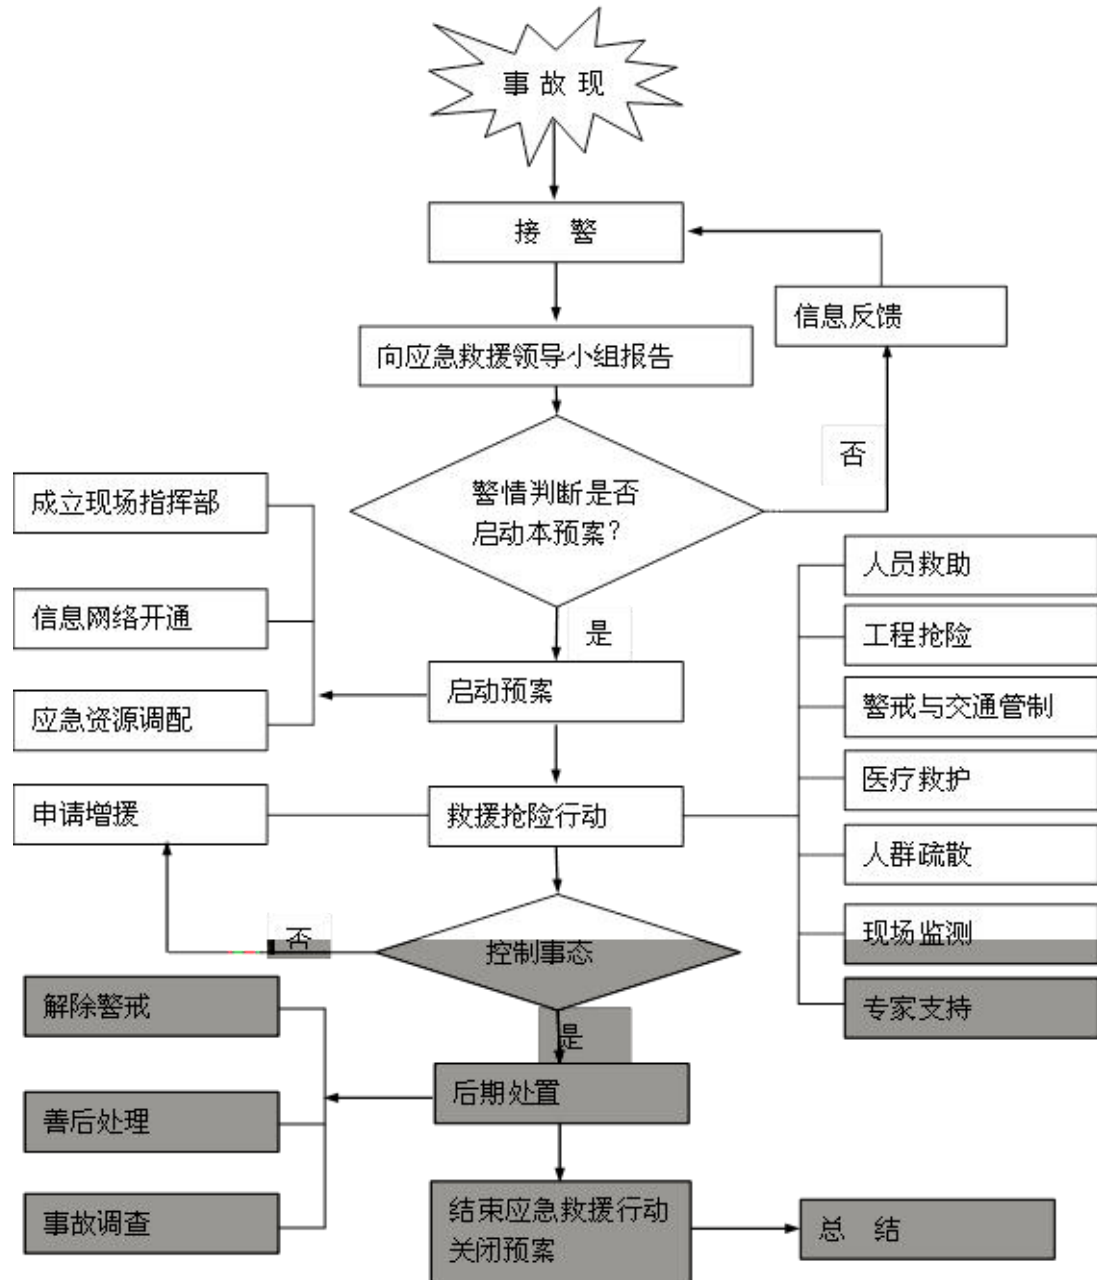 事故现
接 警
信息反馈
向应急救援领导小组报告
否
警情判断是否
启动本预案?
成立现场指挥部
信息网络开通
应急资源调配
是
启动预案
人员救助
工程抢险
警戒与交通管制
医疗救护
人群疏散
现场监测
专家支持
申请增援
救援抢险行动
否
控制事态
是
解除警戒
善后处理
事故调查
后期处置
结束应急救援行动
关闭预案
总 结